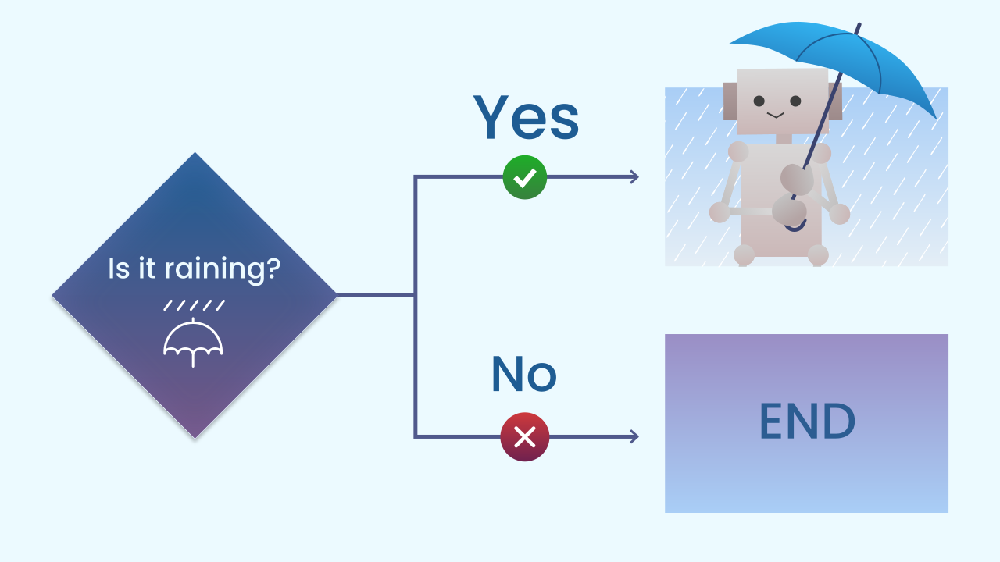 Is it raining?
Yes
No
END